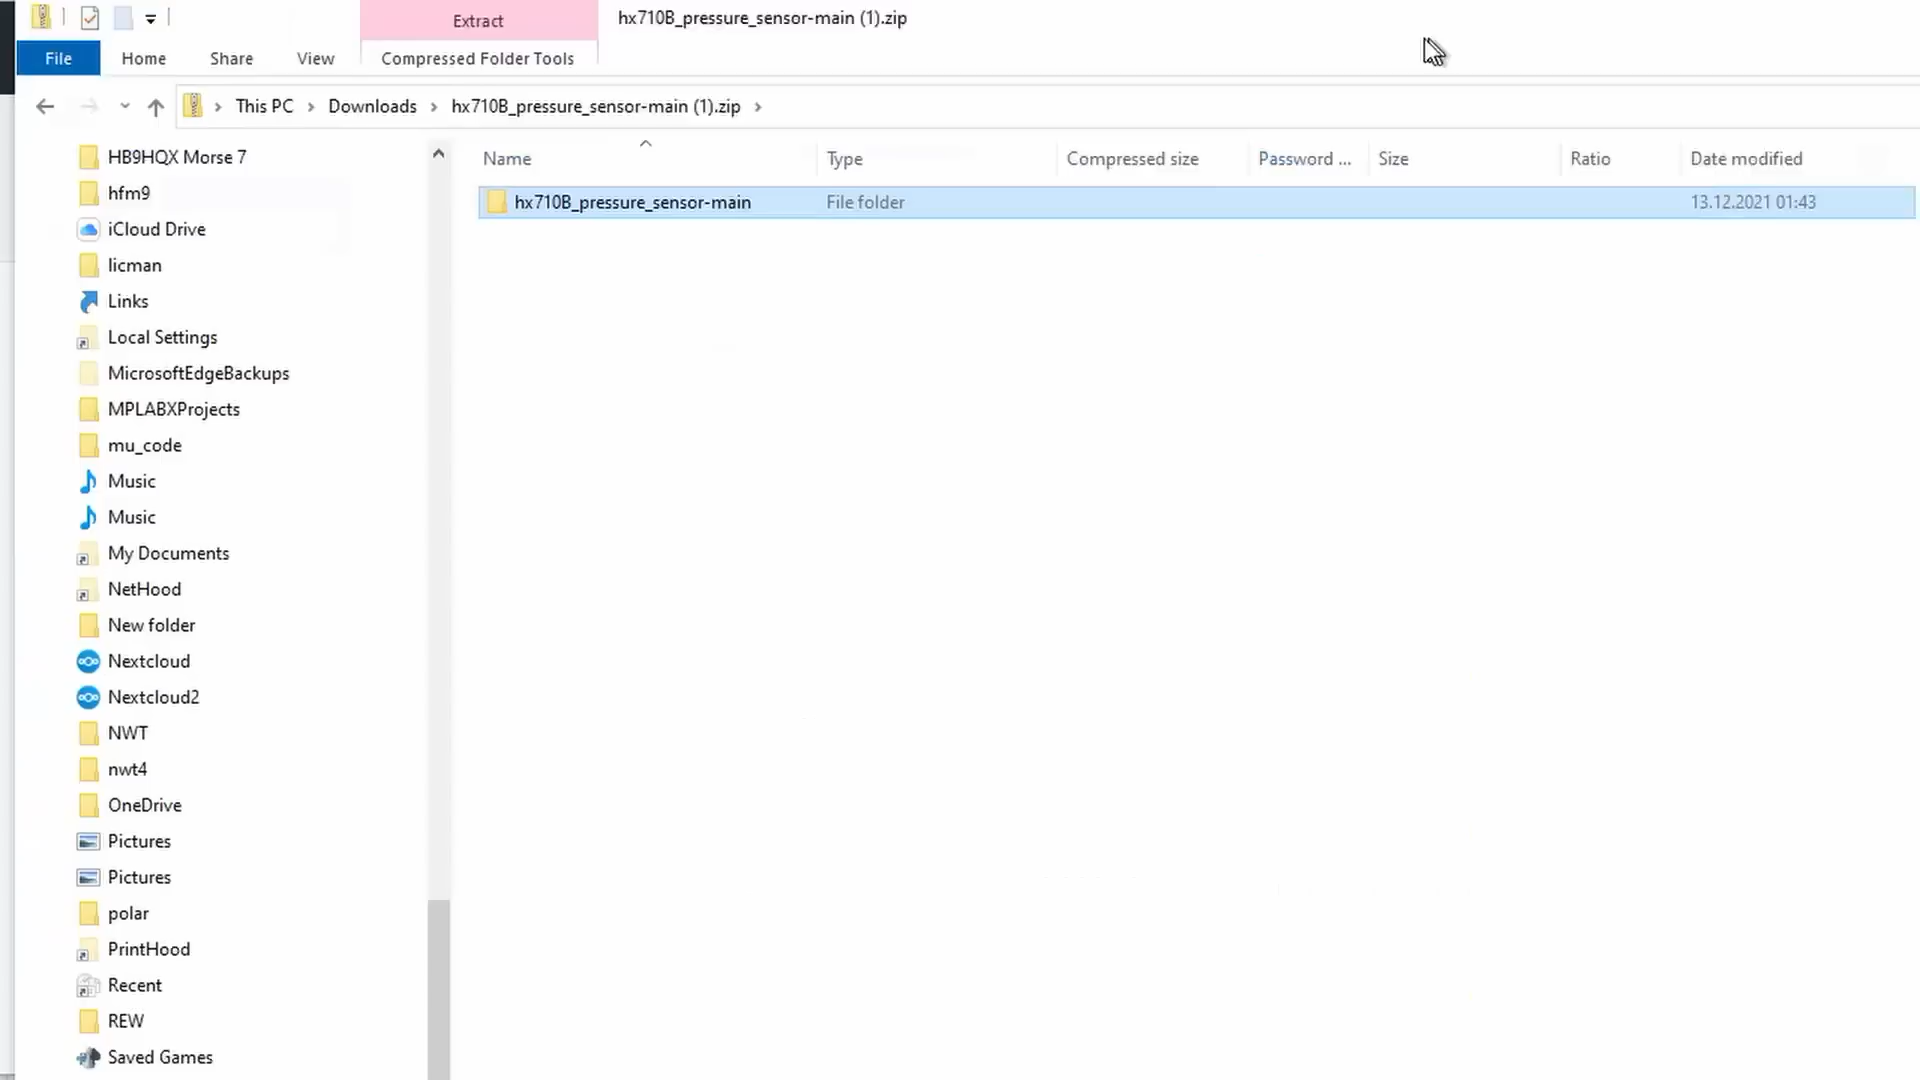 Extract
hx710B_pressure_sensor-main (1).zip
File
Home
Share
View
Compressed Folder Tools
This PC
Downloads
hx710B_pressure_sensor-main (1).zip
Name
Type
Compressed size
Password ...
Size
Ratio
Date modified
hx710B_pressure_sensor-main
File folder
13.12.2021 01:43
HB9HQX Morse 7
hfm9
iCloud Drive
licman
Links
Local Settings
MicrosoftEdgeBackups
MPLABXProjects
mu_code
Music
Music
My Documents
NetHood
New folder
Nextcloud
Nextcloud2
NWT
nwt4
OneDrive
Pictures
Pictures
polar
PrintHood
Recent
REW
Saved Games